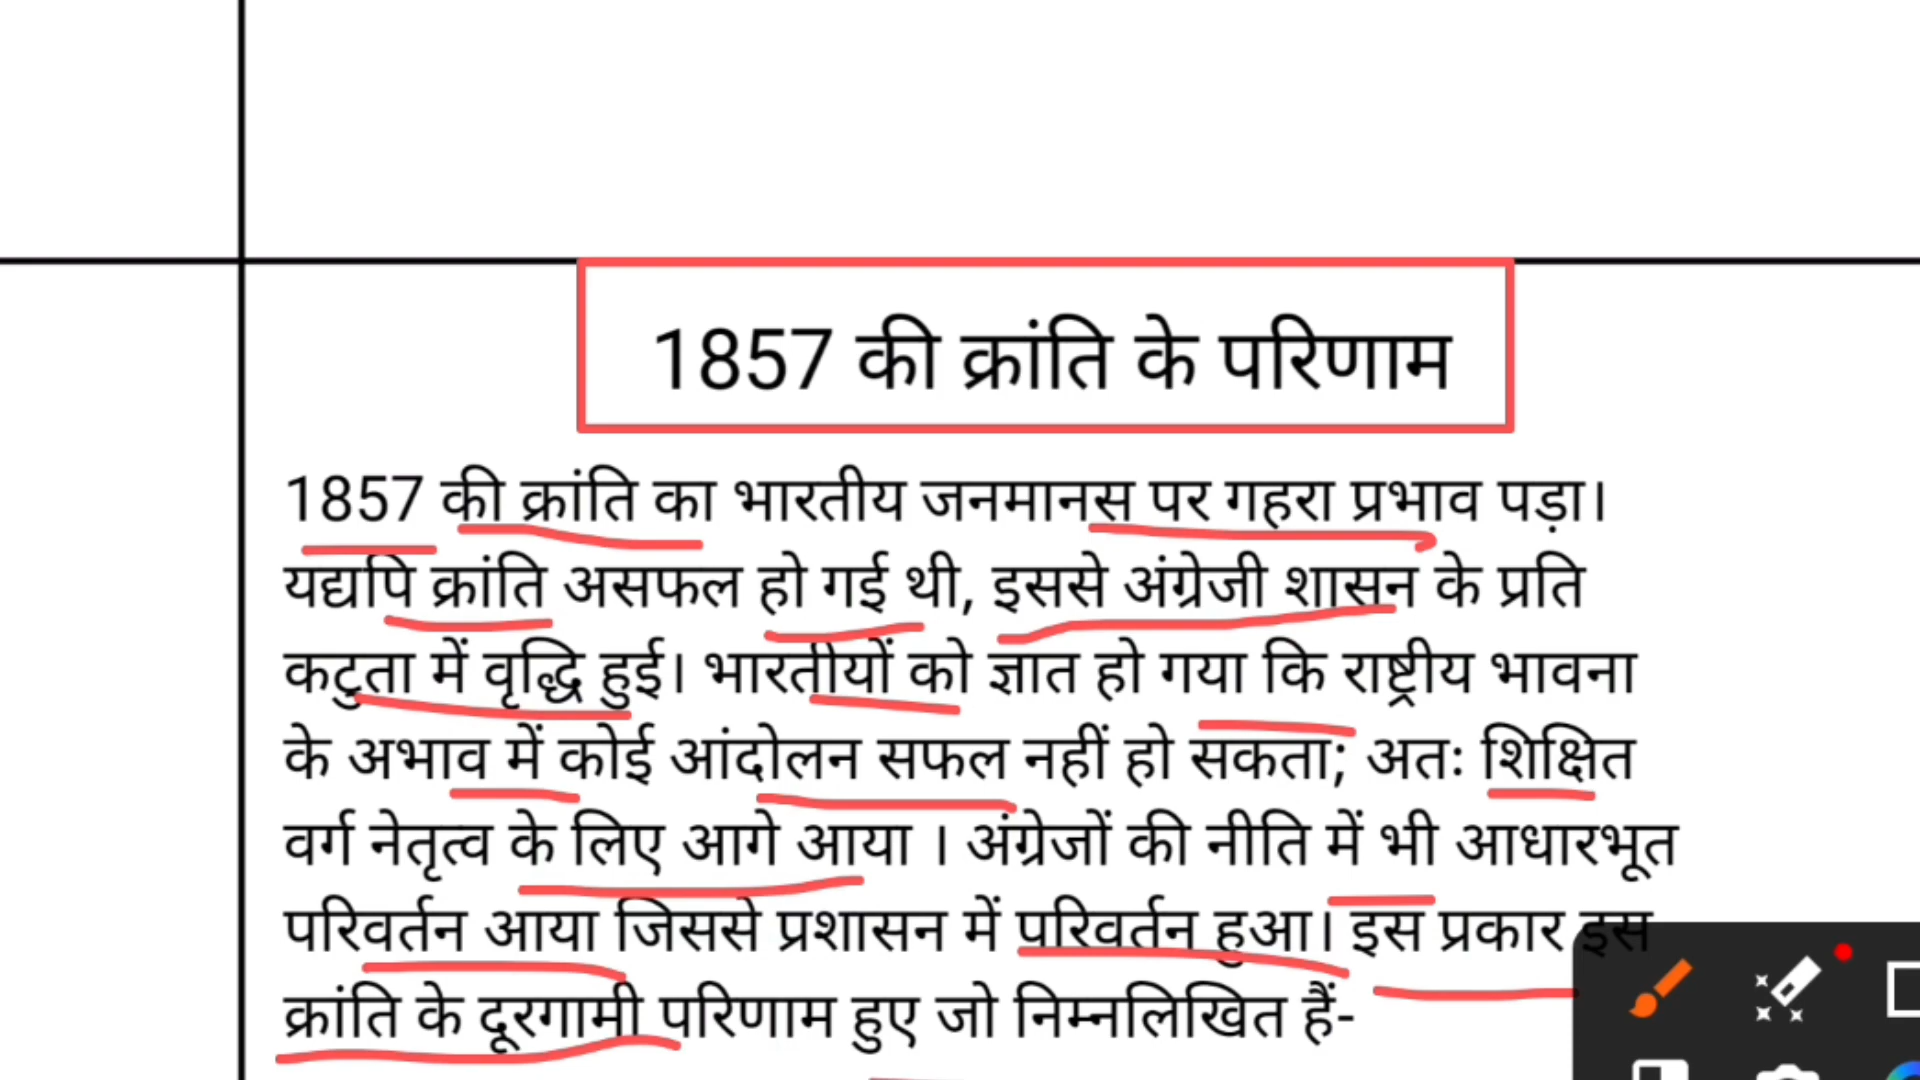 1857 की क्रांति के परिणाम
1857 की क्रांति का भारतीय जनमानस पर गहरा प्रभाव पड़ा।
यद्यपि क्रांति असफल हो गई थी, इससे अंग्रेजी शासन के प्रति
कटुता में वृद्धि हुई। भारतीयों को ज्ञात हो गया कि राष्ट्रीय भावना
के अभाव में कोई आंदोलन सफल नहीं हो सकता; अतः शिक्षित
वर्ग नेतृत्व के लिए आगे आया । अंग्रेजों की नीति में भी आधारभूत
परिवर्तन आया जिससे प्रशासन में परिवर्तन हुआ। इस प्रकार इस
क्रांति के दूरगामी परिणाम हुए जो निम्नलिखित हैं-